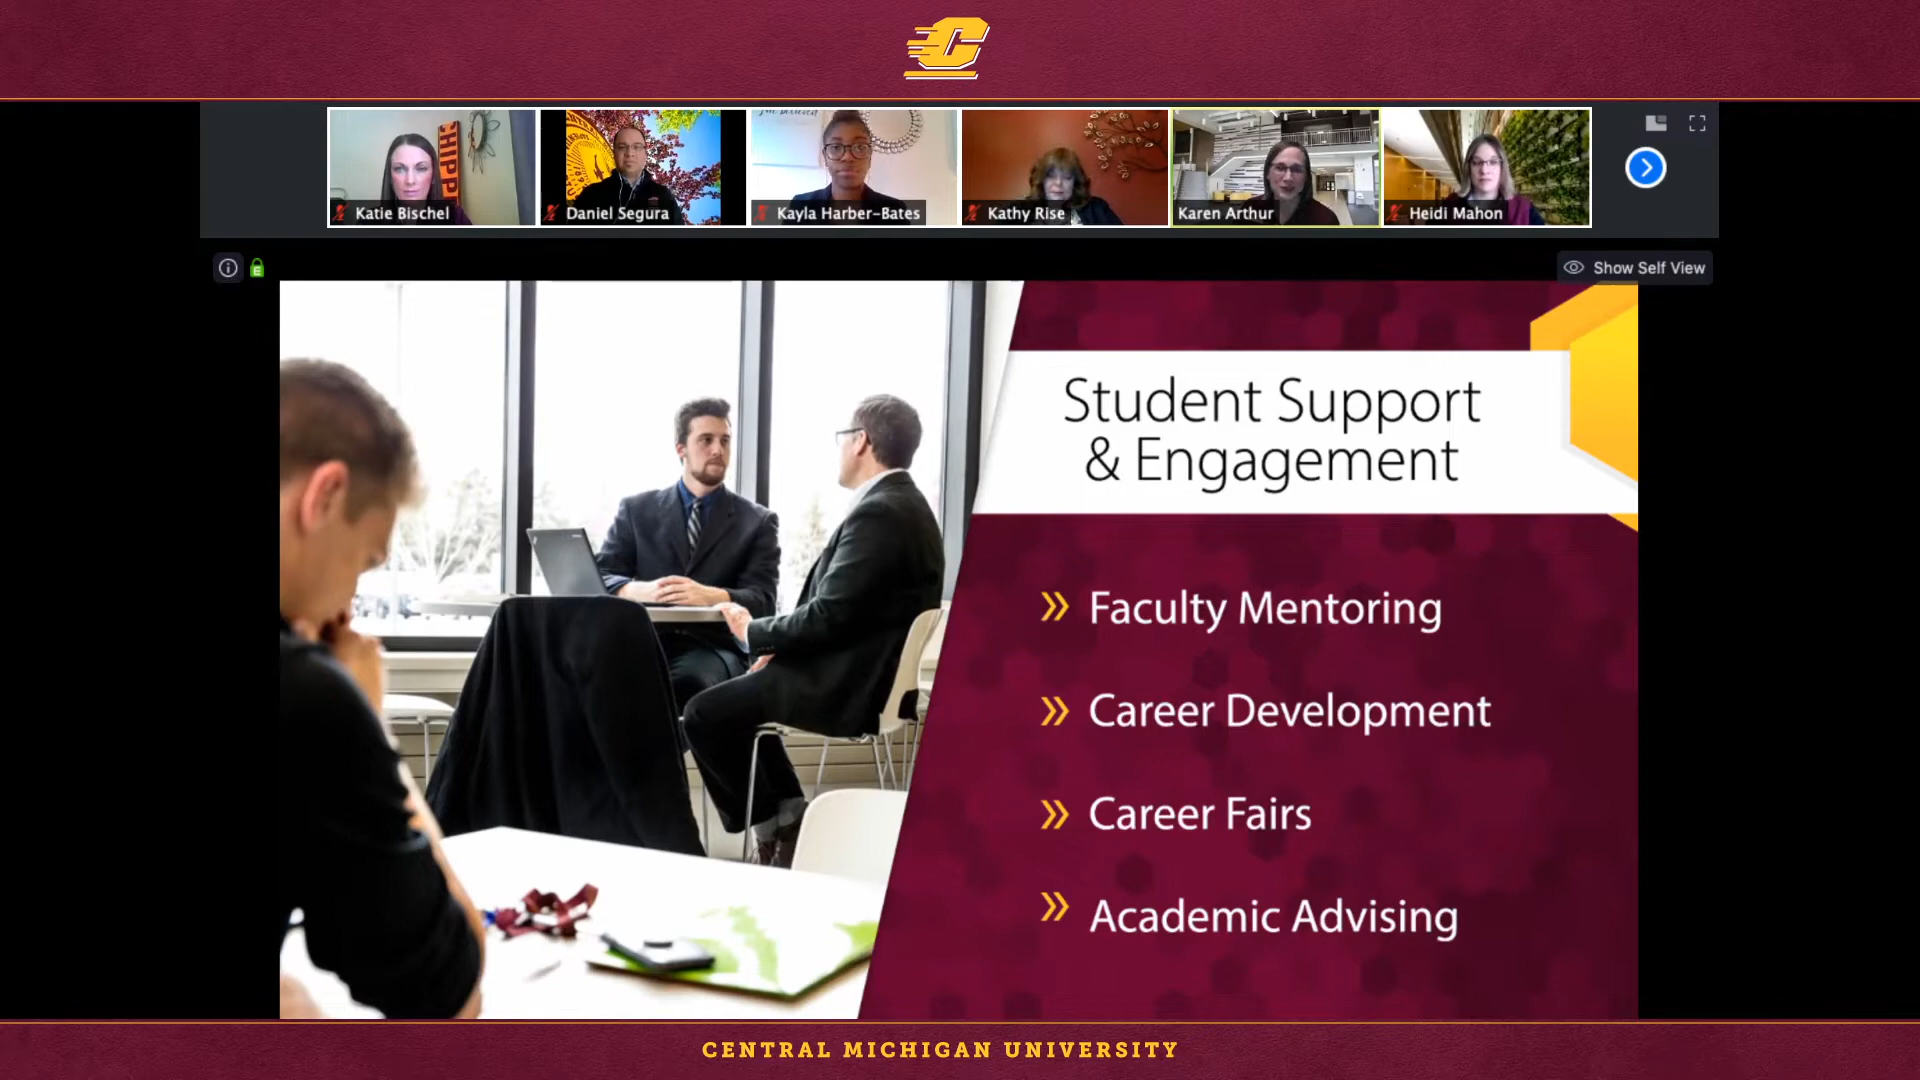 CHIPP
Katie Bischel
Daniel Segura
Kayla Harber-Bates
Kathy Rise
Karen Arthur
Heidi Mahon
Show Self View
Student Support
& Engagement
» Faculty Mentoring
» Career Development
» Career Fairs
» Academic Advising
CENTRAL MICHIGAN UNIVERSITY